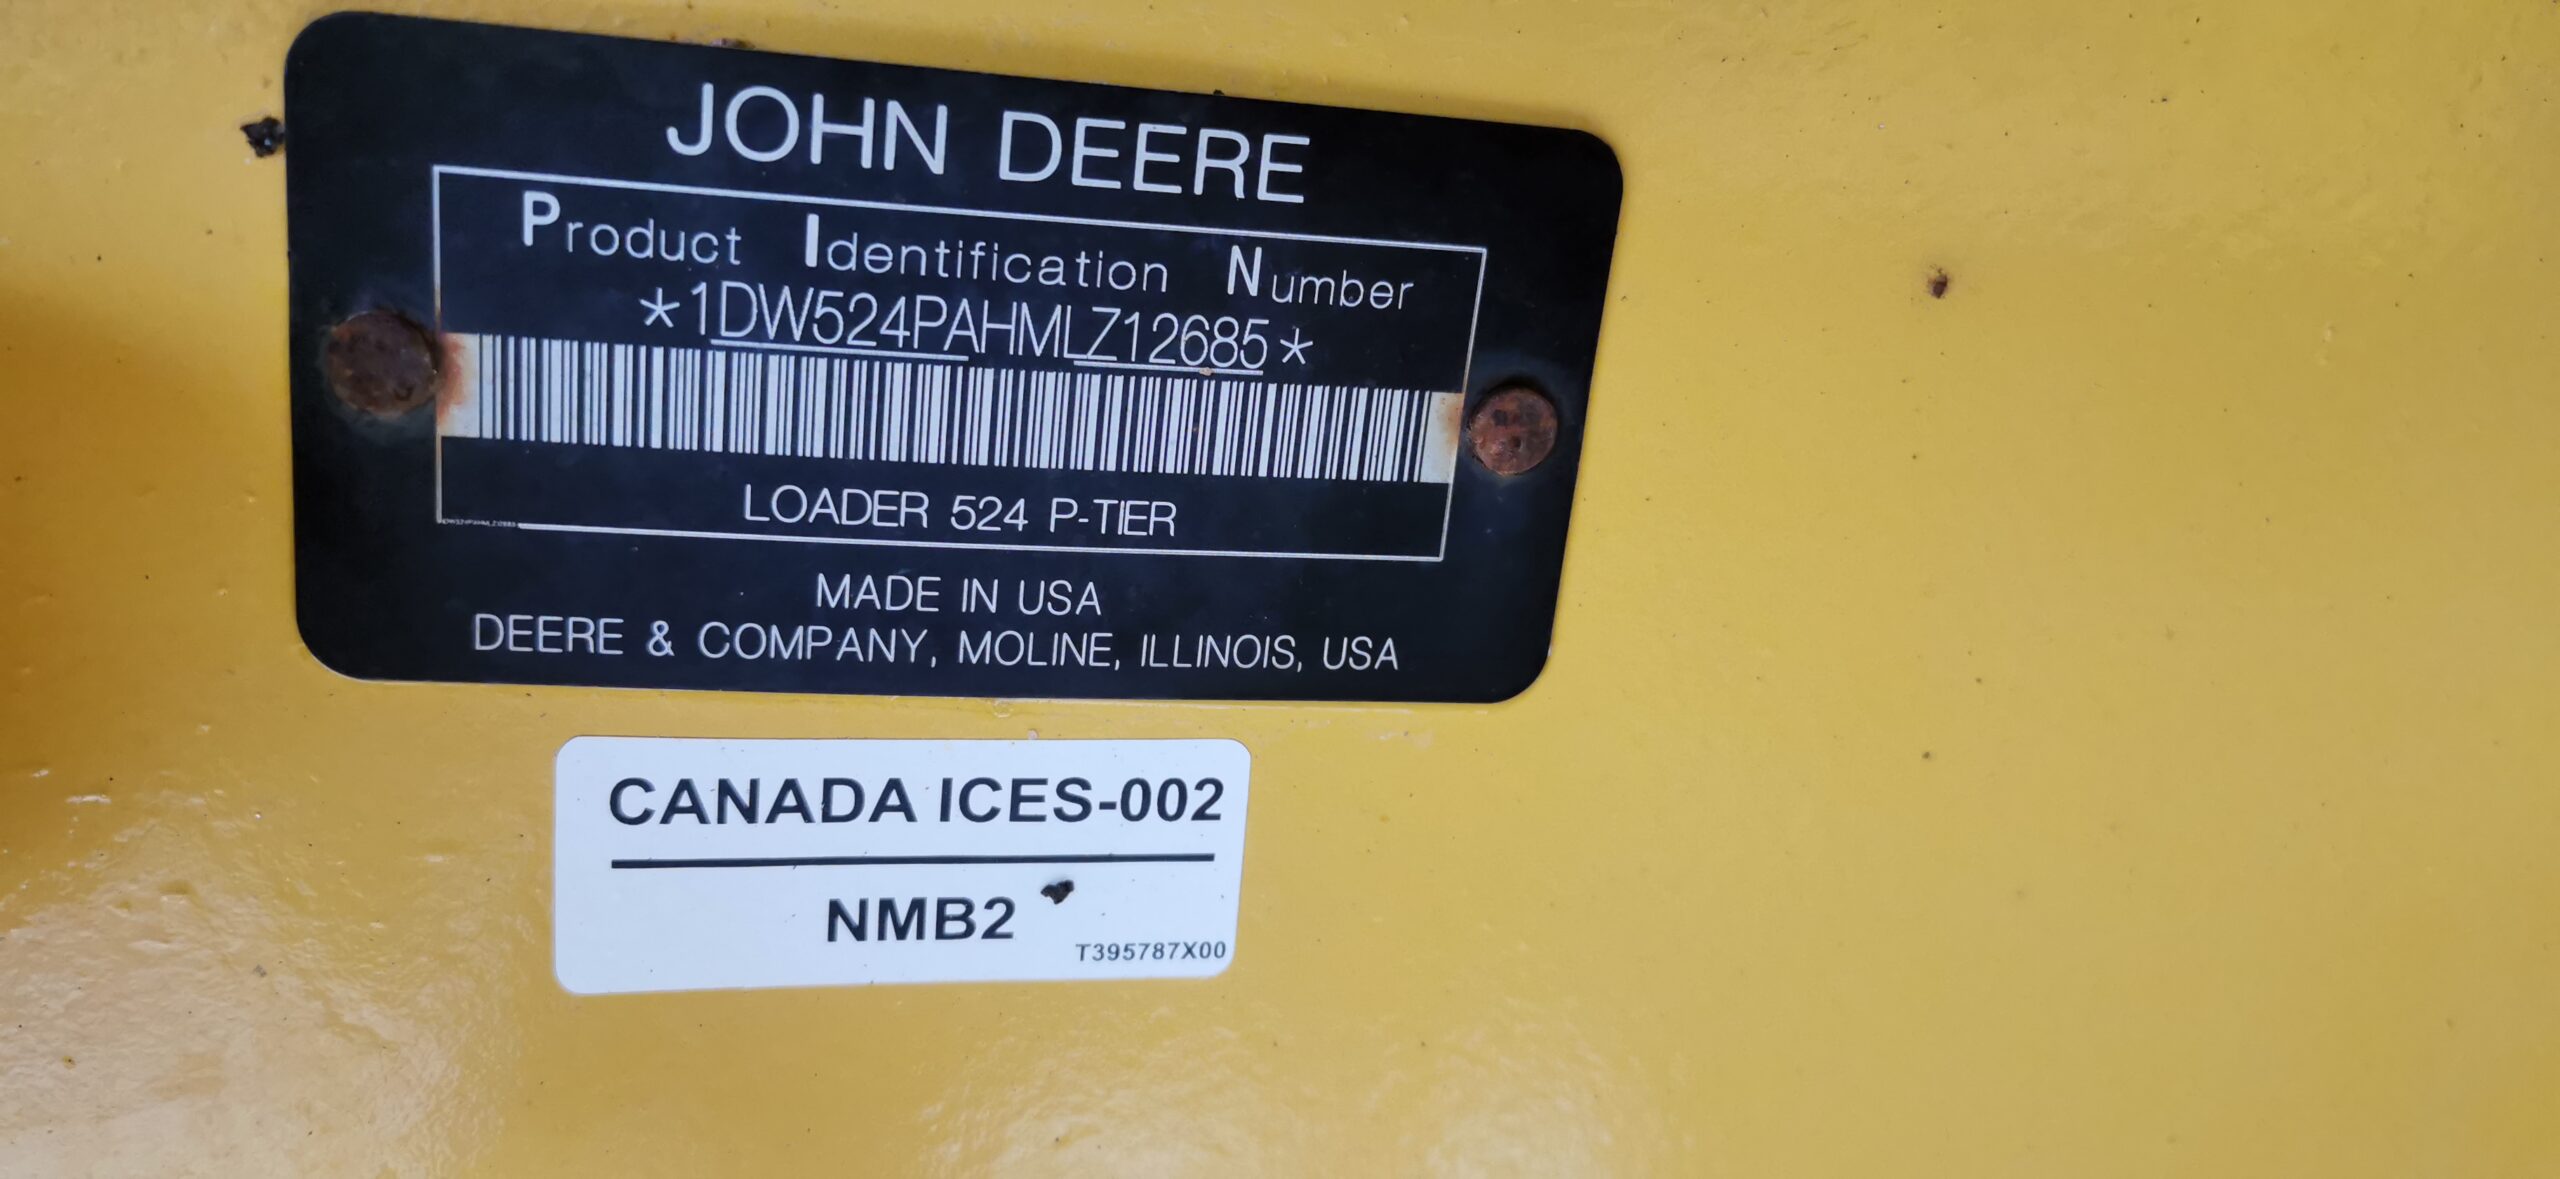 JOHN DEERE
Product Identification Number
*1DW524PAHMLZ12685*
LOADER 524 P-TIER
MADE IN USA
DEERE & COMPANY, MOLINE, ILLINOIS, USA
CANADA ICES-002
NMB2
T395787X00